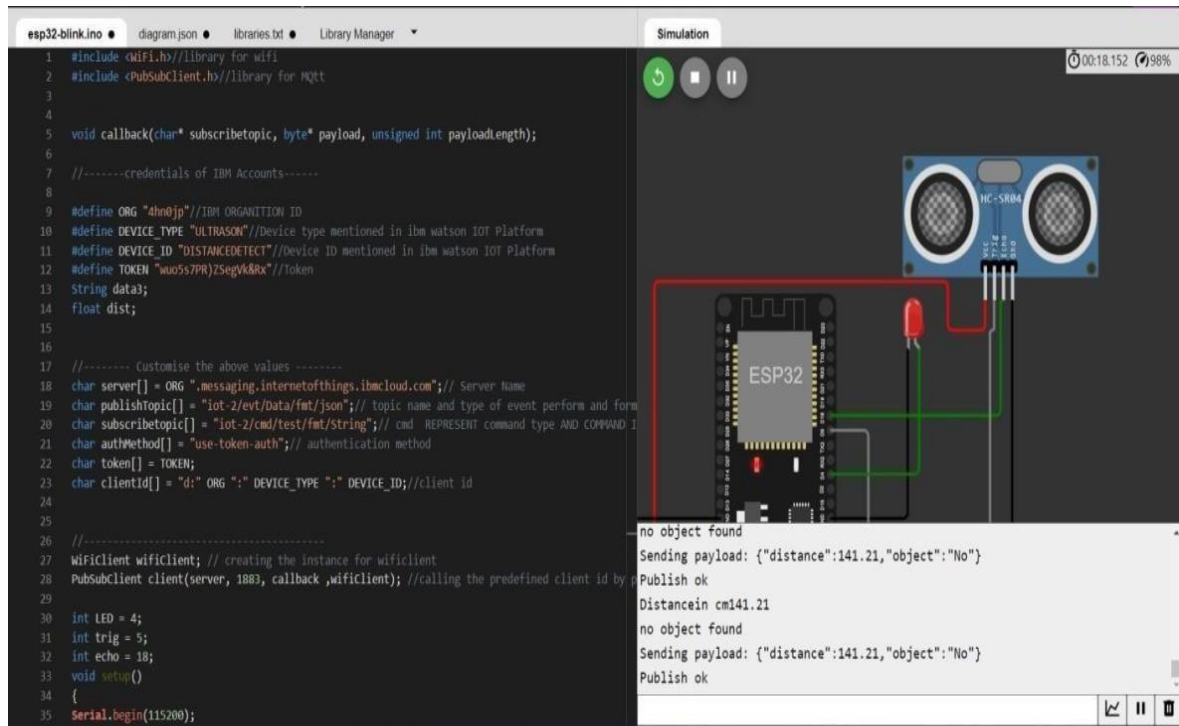 esp32-blink.ino ● diagram.json ● libraries.txt ● Library Manager ▼
1 #include <WiFi.h>//library for wifi
2 #include <PubSubClient.h>//library for MQtt
3
4
5 void callback(char* subscribetopic, byte* payload, unsigned int payloadLength);
6
7 //-------credentials of IBM Accounts------
8
9 #define ORG "4hn0jp"//IBM ORGANITION ID
10 #define DEVICE_TYPE "ULTRASON"//Device type mentioned in ibm watson IOT Platform
11 #define DEVICE_ID "DISTANCEDETECT"//Device ID mentioned in ibm watson IOT Platform
12 #define TOKEN "wuo5s7PR)ZSegVk&Rx"//Token
13 String data3;
14 float dist;
15
16
17 //-------- Customise the above values --------
18 char server[] = ORG ".messaging.internetofthings.ibmcloud.com";// Server Name
19 char publishTopic[] = "iot-2/evt/Data/fmt/json";// topic name and type of event perform and form
20 char subscribetopic[] = "iot-2/cmd/test/fmt/String";// cmd REPRESENT command type AND COMMAND I
21 char authMethod[] = "use-token-auth";// authentication method
22 char token[] = TOKEN;
23 char clientId[] = "d:" ORG ":" DEVICE_TYPE ":" DEVICE_ID;//client id
24
25
26 //-----------------------------------------
27 WiFiClient wifiClient; // creating the instance for wificlient
28 PubSubClient client(server, 1883, callback ,wifiClient); //calling the predefined client id by p
29
30 int LED = 4;
31 int trig = 5;
32 int echo = 18;
33 void setup()
34 {
35 Serial.begin(115200);
Simulation
00:18.152 98%
HC-SR04
Vcc
Trig
Echo
Gnd
ESP32
no object found
Sending payload: {"distance":141.21,"object":"No"}
Publish ok
Distancein cm141.21
no object found
Sending payload: {"distance":141.21,"object":"No"}
Publish ok